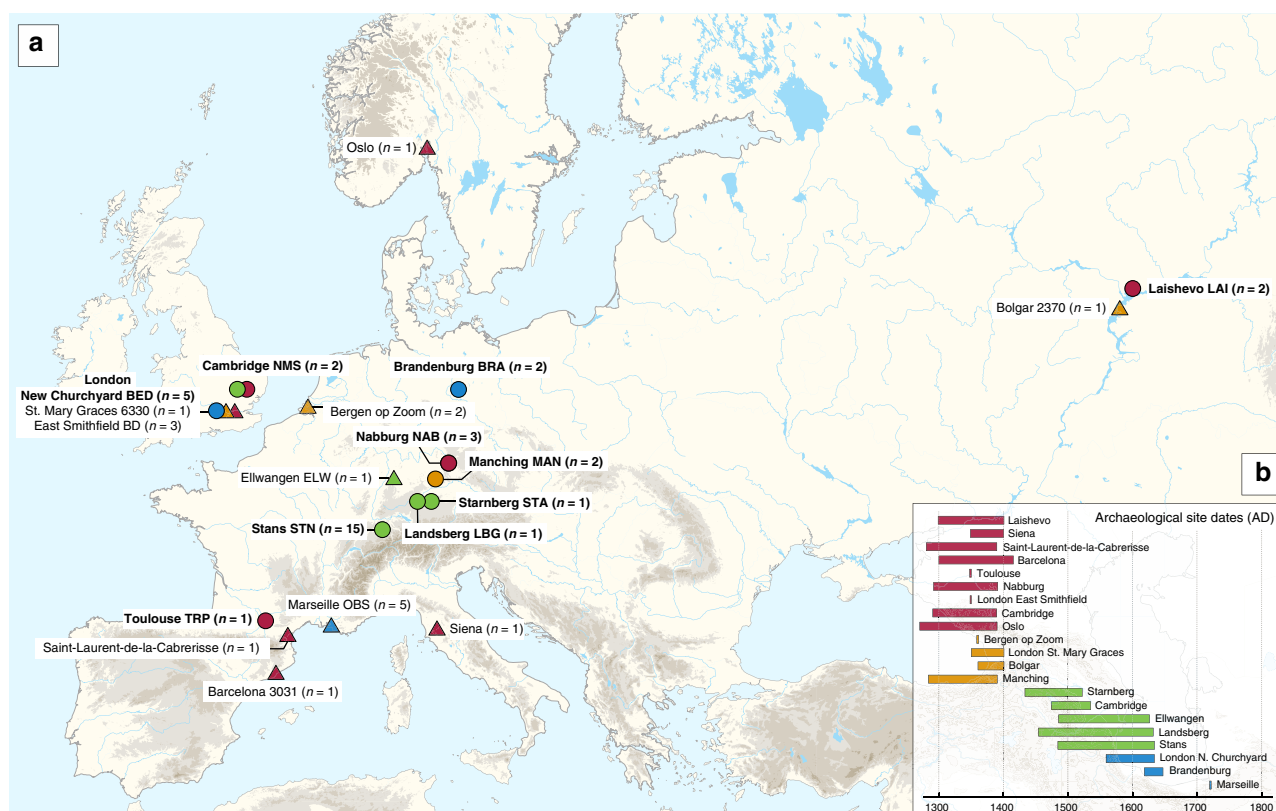 a
Oslo (n = 1)
Laishevo LAI (n = 2)
Bolgar 2370 (n = 1)
Cambridge NMS (n = 2)
Brandenburg BRA (n = 2)
London
New Churchyard BED (n = 5)
St. Mary Graces 6330 (n = 1)
East Smithfield BD (n = 3)
Bergen op Zoom (n = 2)
Nabburg NAB (n = 3)
Manching MAN (n = 2)
Ellwangen ELW (n = 1)
Starnberg STA (n = 1)
Stans STN (n = 15)
Landsberg LBG (n = 1)
Marseille OBS (n = 5)
Toulouse TRP (n = 1)
Siena (n = 1)
Saint-Laurent-de-la-Cabrerisse (n = 1)
Barcelona 3031 (n = 1)
b
Archaeological site dates (AD)
Laishevo
Siena
Saint-Laurent-de-la-Cabrerisse
Barcelona
Toulouse
Nabburg
London East Smithfield
Cambridge
Oslo
Bergen op Zoom
London St. Mary Graces
Bolgar
Manching
Starnberg
Cambridge
Ellwangen
Landsberg
Stans
London N. Churchyard
Brandenburg
Marseille
1300 1400 1500 1600 1700 1800